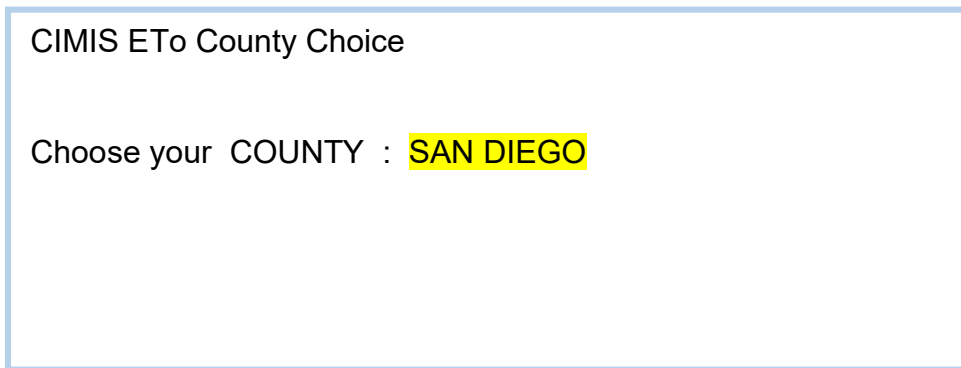 CIMIS ETo County Choice
Choose your COUNTY : SAN DIEGO